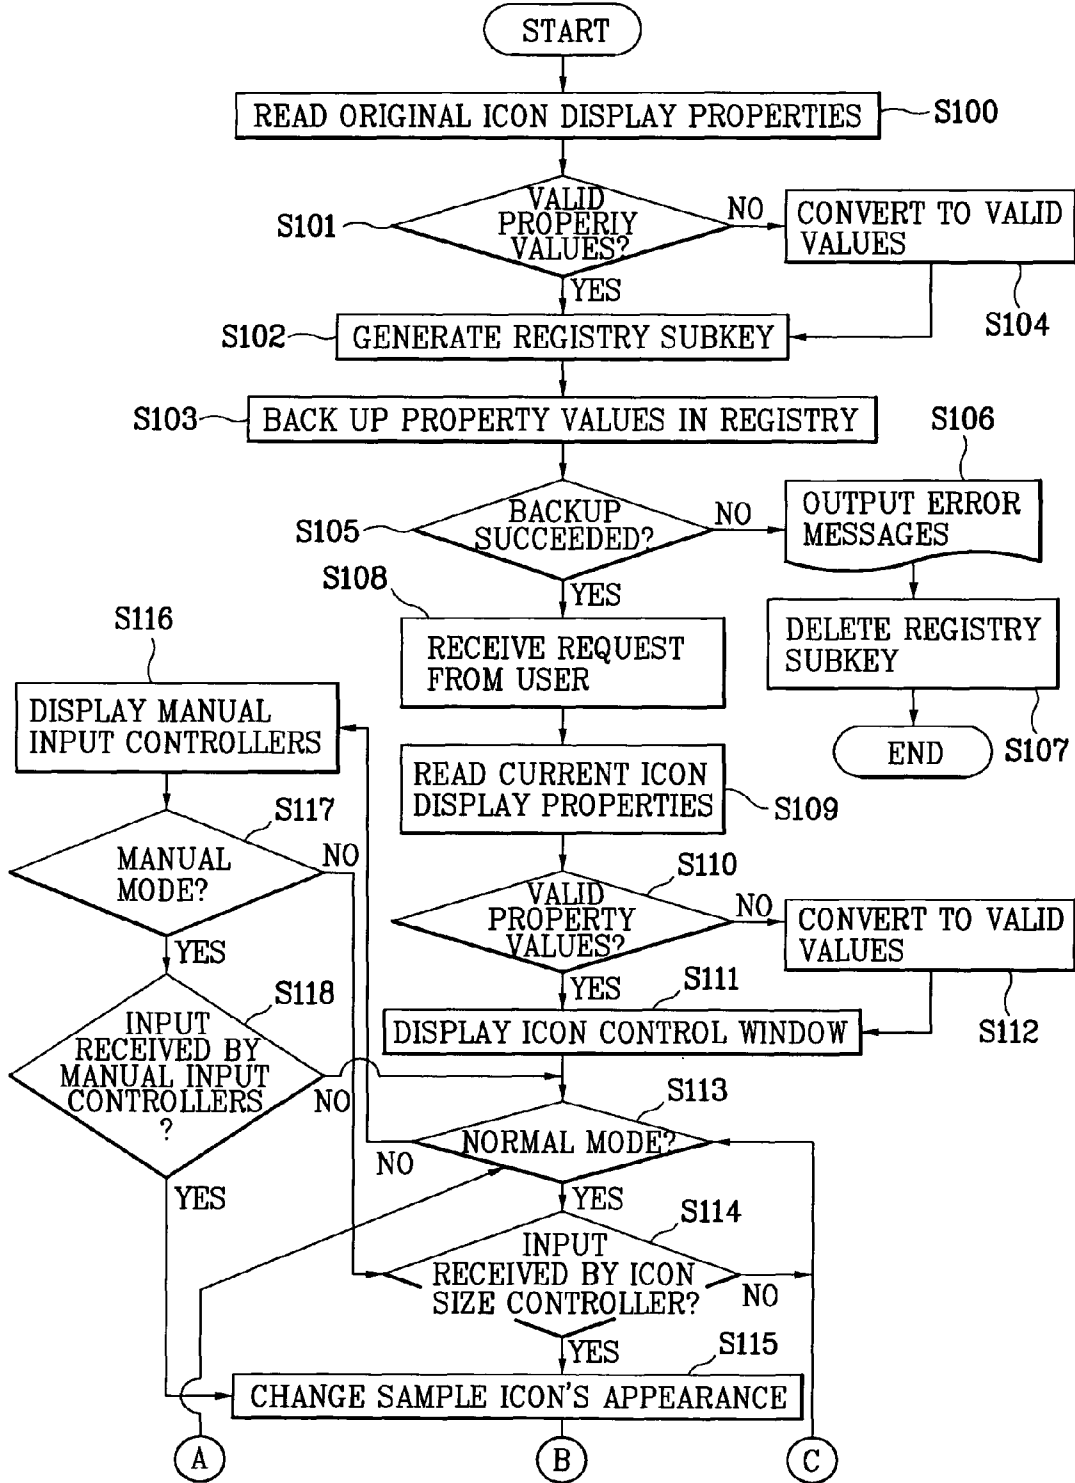 START
READ ORIGINAL ICON DISPLAY PROPERTIES
S100
VALID
PROPERIY
VALUES?
S101
NO
CONVERT TO VALID
VALUES
S104
YES
S102
GENERATE REGISTRY SUBKEY
S103
BACK UP PROPERTY VALUES IN REGISTRY
S106
S105
BACKUP
SUCCEEDED?
NO
OUTPUT ERROR
MESSAGES
S108
YES
S116
RECEIVE REQUEST
FROM USER
DELETE REGISTRY
SUBKEY
S107
END
DISPLAY MANUAL
INPUT CONTROLLERS
READ CURRENT ICON
DISPLAY PROPERTIES
S109
S117
MANUAL
MODE?
NO
S110
VALID
PROPERTY
VALUES?
NO
CONVERT TO VALID
VALUES
S112
YES
YES
S111
S118
DISPLAY ICON CONTROL WINDOW
INPUT
RECEIVED BY
MANUAL INPUT
CONTROLLERS
?
NO
S113
NORMAL MODE?
NO
YES
YES
S114
INPUT
RECEIVED BY ICON
SIZE CONTROLLER?
NO
YES
S115
CHANGE SAMPLE ICON'S APPEARANCE
A
B
C